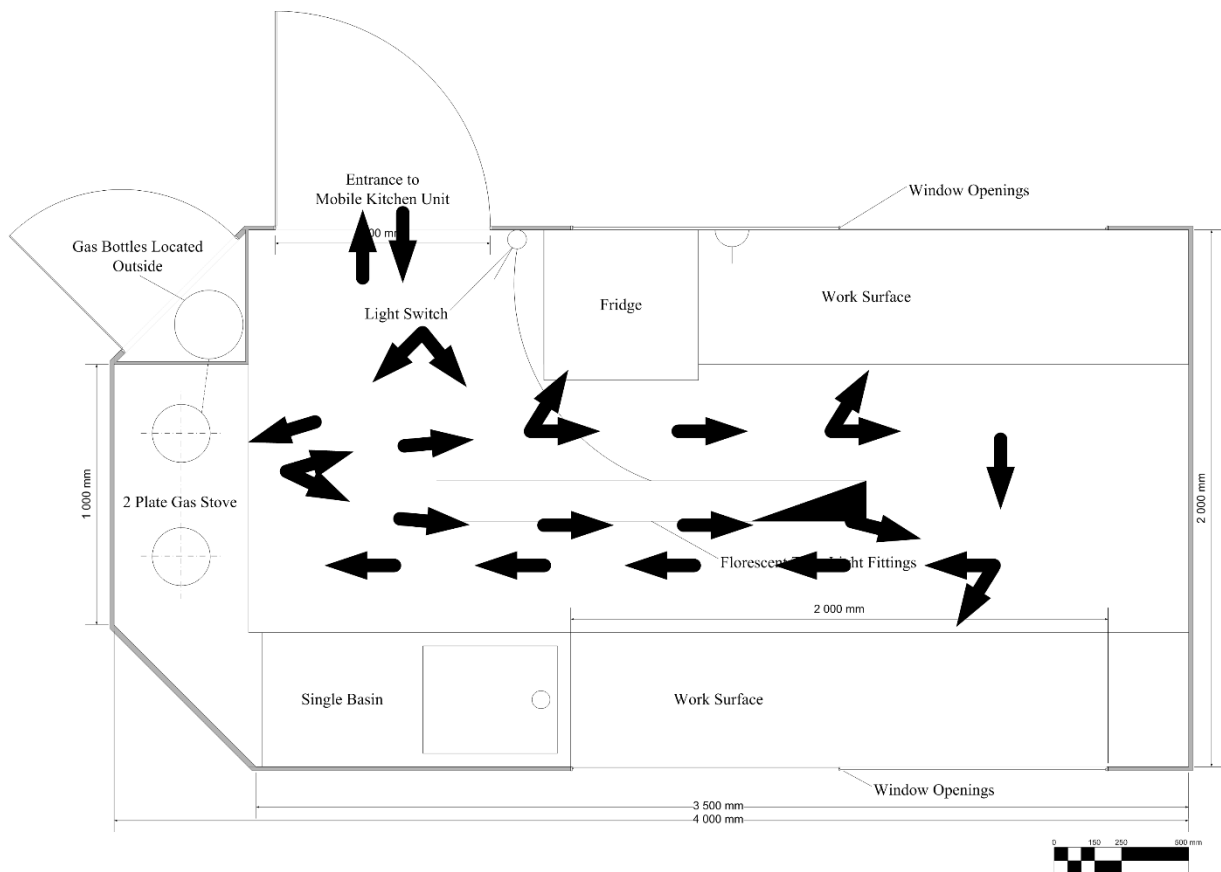 Entrance to
Mobile Kitchen Unit
Window Openings
Gas Bottles Located
Outside
00 mm
Light Switch
Fridge
Work Surface
1 000 mm
2 Plate Gas Stove
2 000 mm
Florescent Light Fittings
2 000 mm
Single Basin
Work Surface
Window Openings
3 500 mm
4 000 mm
0 150 250 500 mm